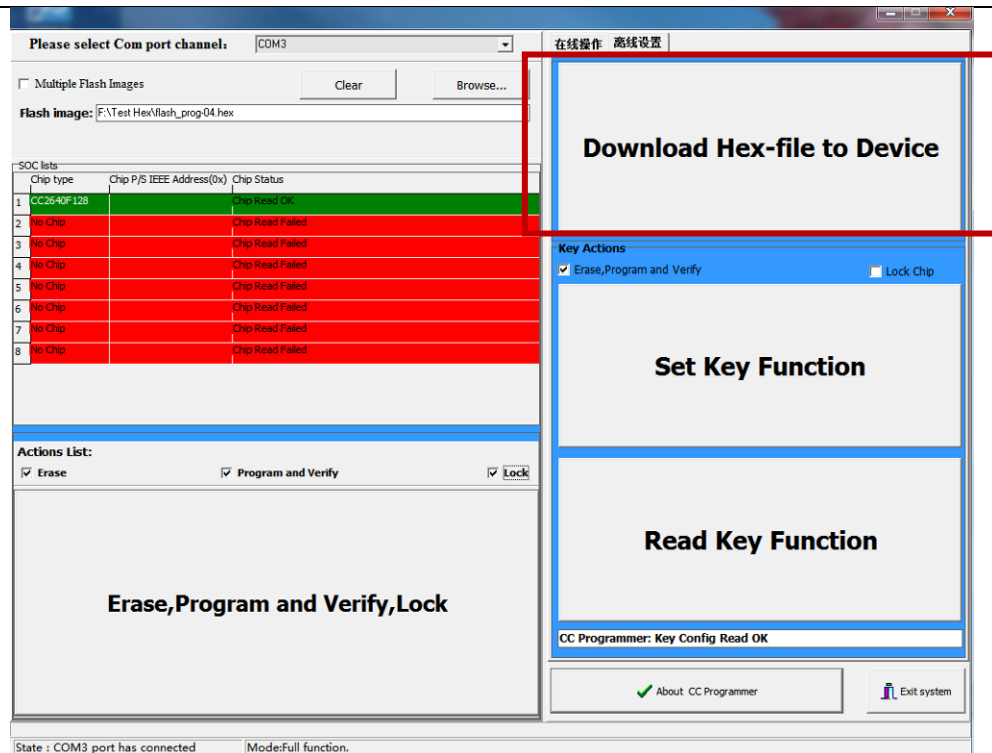 Please select Com port channel:
COM3
Multiple Flash Images
Clear
Browse...
Flash image:
F:\Test Hex\flash_prog-04.hex
SOC lists
Chip type Chip P/S IEEE Address(0x) Chip Status
1 CC2640F128 Chip Read OK
2 No Chip Chip Read Failed
3 No Chip Chip Read Failed
4 No Chip Chip Read Failed
5 No Chip Chip Read Failed
6 No Chip Chip Read Failed
7 No Chip Chip Read Failed
8 No Chip Chip Read Failed
Actions List:
Erase Program and Verify Lock
Erase,Program and Verify,Lock
在线操作 离线设置
Download Hex-file to Device
Key Actions
Erase,Program and Verify Lock Chip
Set Key Function
Read Key Function
CC Programmer: Key Config Read OK
About CC Programmer
Exit system
State : COM3 port has connected Mode:Full function.